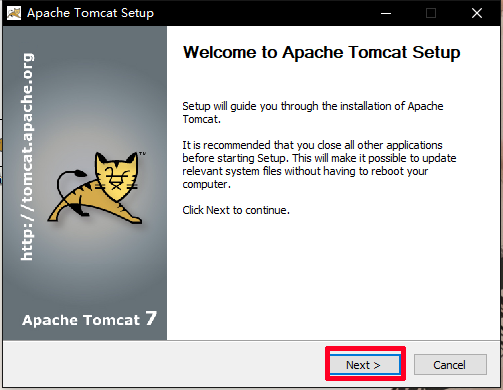 Apache Tomcat Setup
Welcome to Apache Tomcat Setup
Setup will guide you through the installation of Apache
Tomcat.
It is recommended that you close all other applications
before starting Setup. This will make it possible to update
relevant system files without having to reboot your
computer.
Click Next to continue.
http://tomcat.apache.org
TM
Apache Tomcat 7
Next >
Cancel